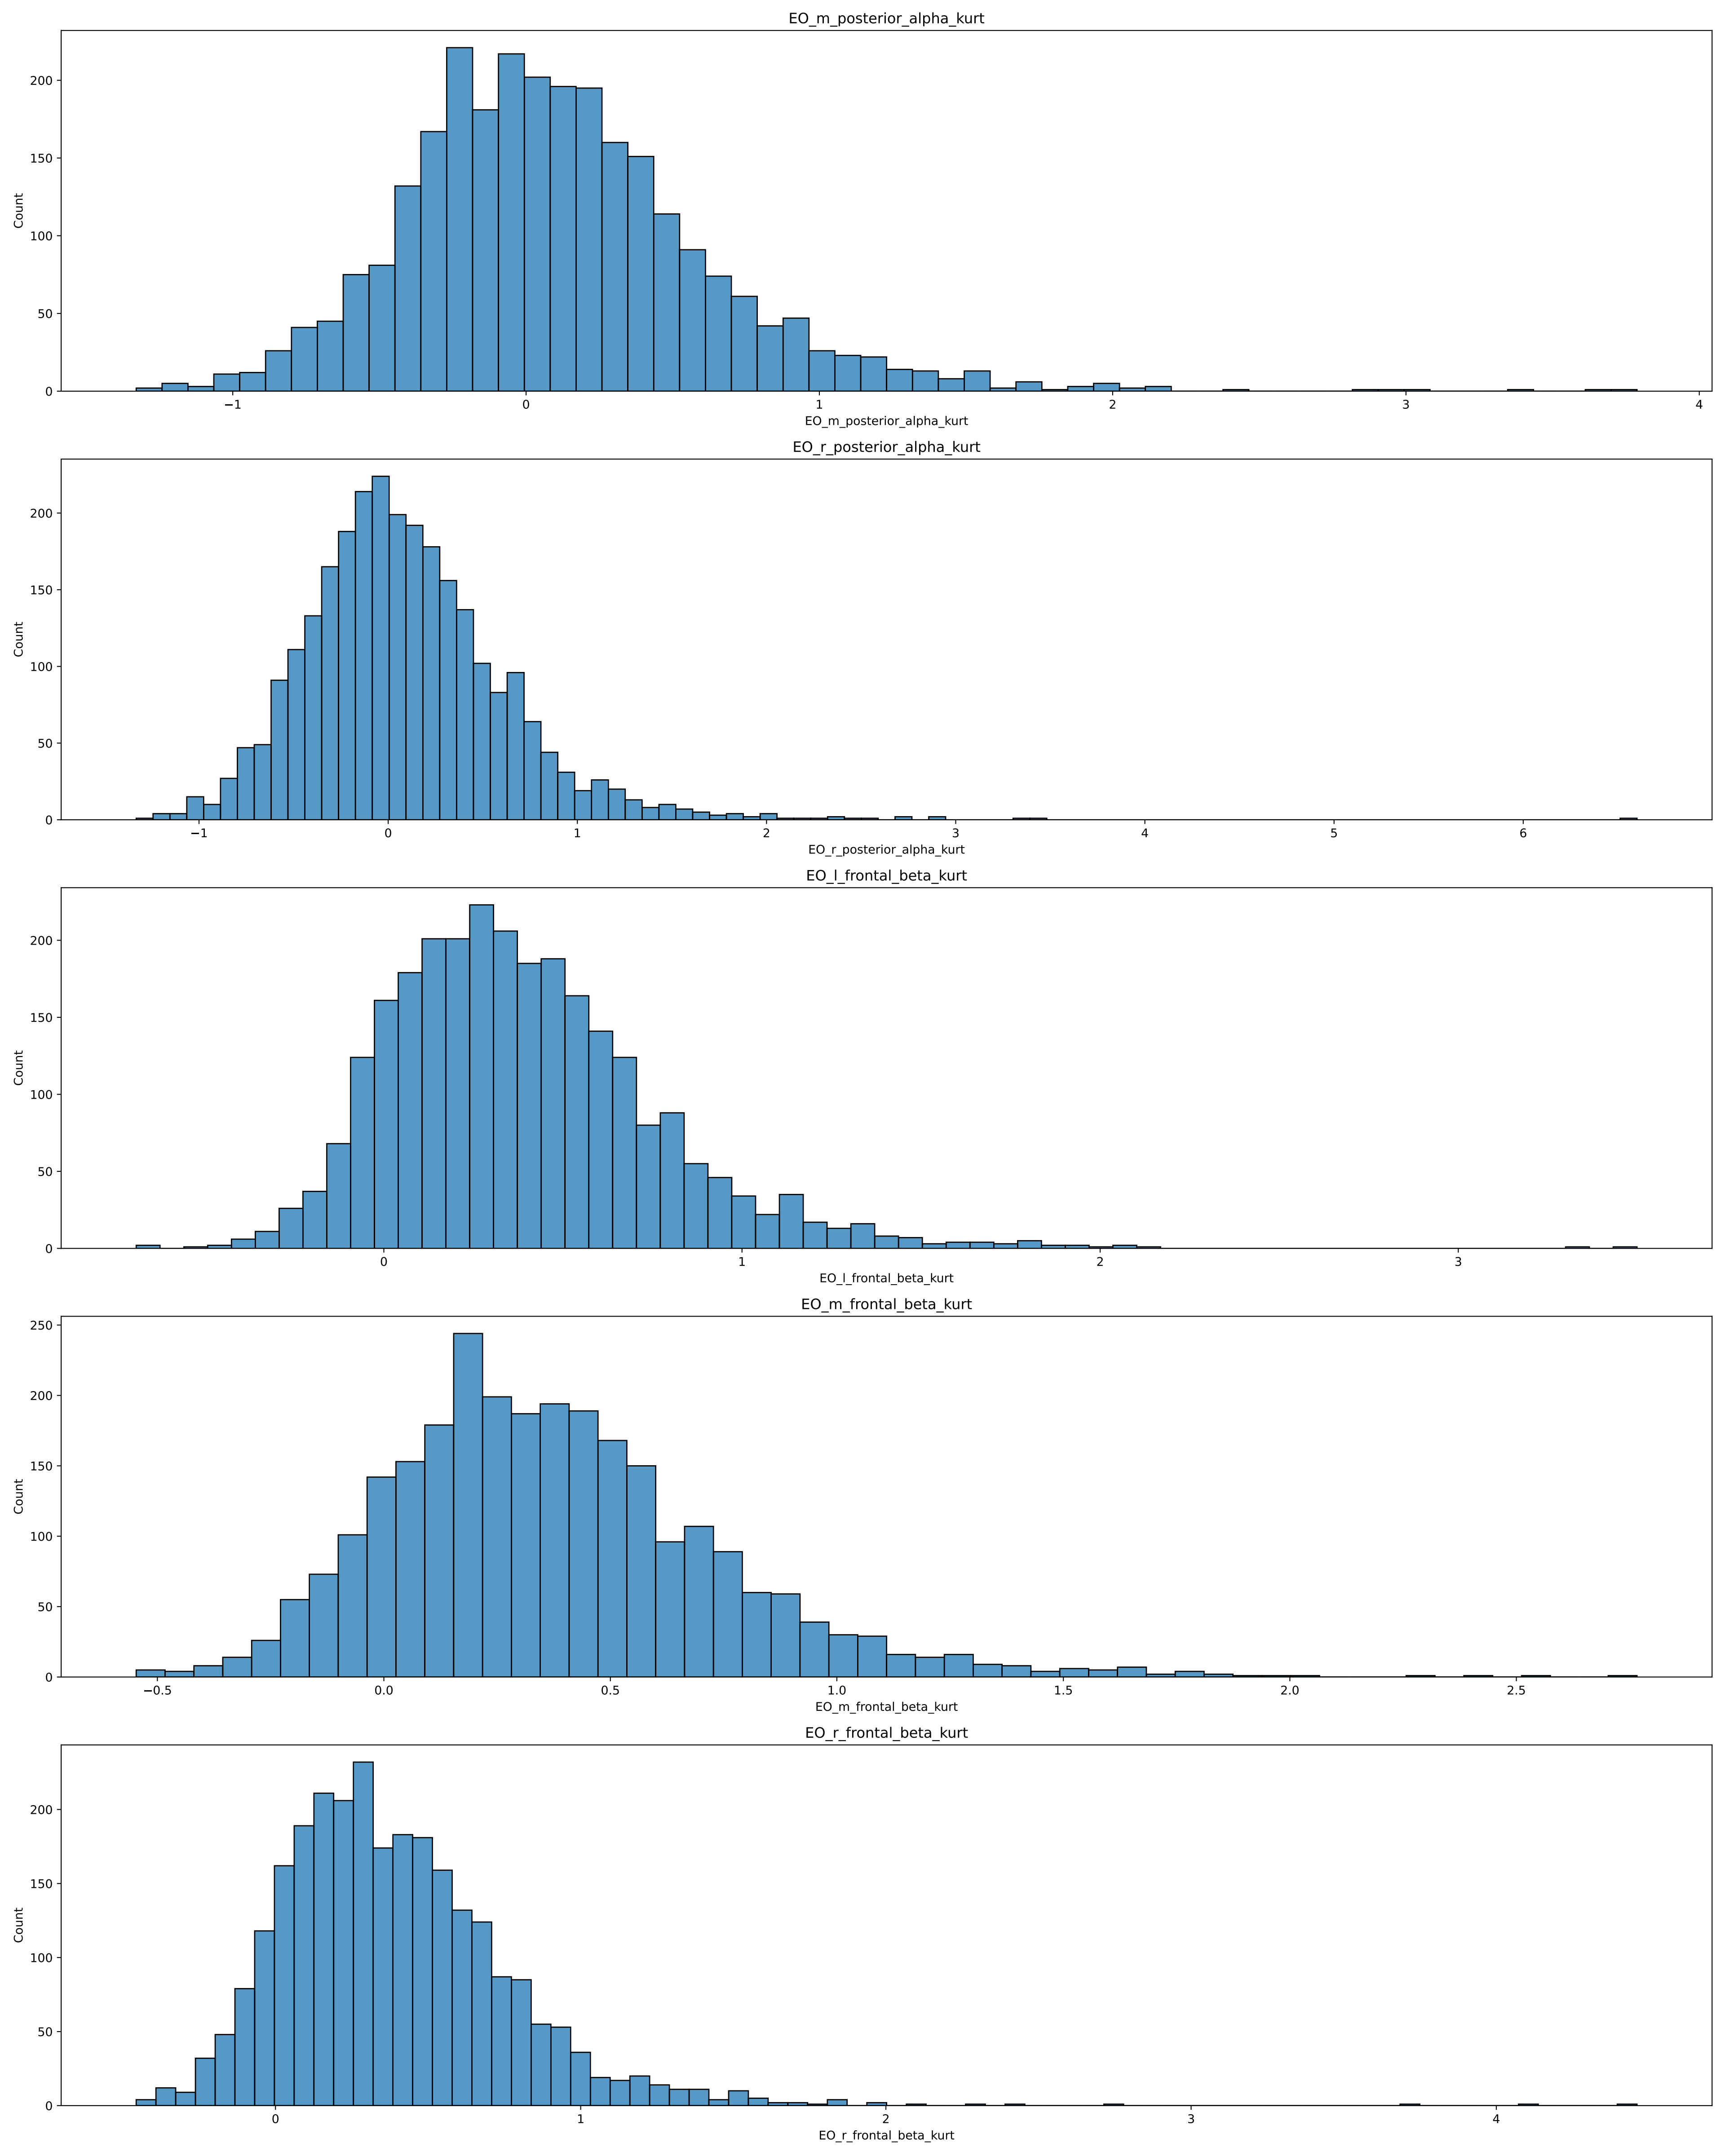 EO_m_posterior_alpha_kurt
200
150
100
50
0
Count
−1 0 1 2 3 4
EO_m_posterior_alpha_kurt
EO_r_posterior_alpha_kurt
200
150
100
50
0
Count
−1 0 1 2 3 4 5 6
EO_r_posterior_alpha_kurt
EO_l_frontal_beta_kurt
200
150
100
50
0
Count
0 1 2 3
EO_l_frontal_beta_kurt
EO_m_frontal_beta_kurt
250
200
150
100
50
0
Count
−0.5 0.0 0.5 1.0 1.5 2.0 2.5
EO_m_frontal_beta_kurt
EO_r_frontal_beta_kurt
200
150
100
50
0
Count
0 1 2 3 4
EO_r_frontal_beta_kurt